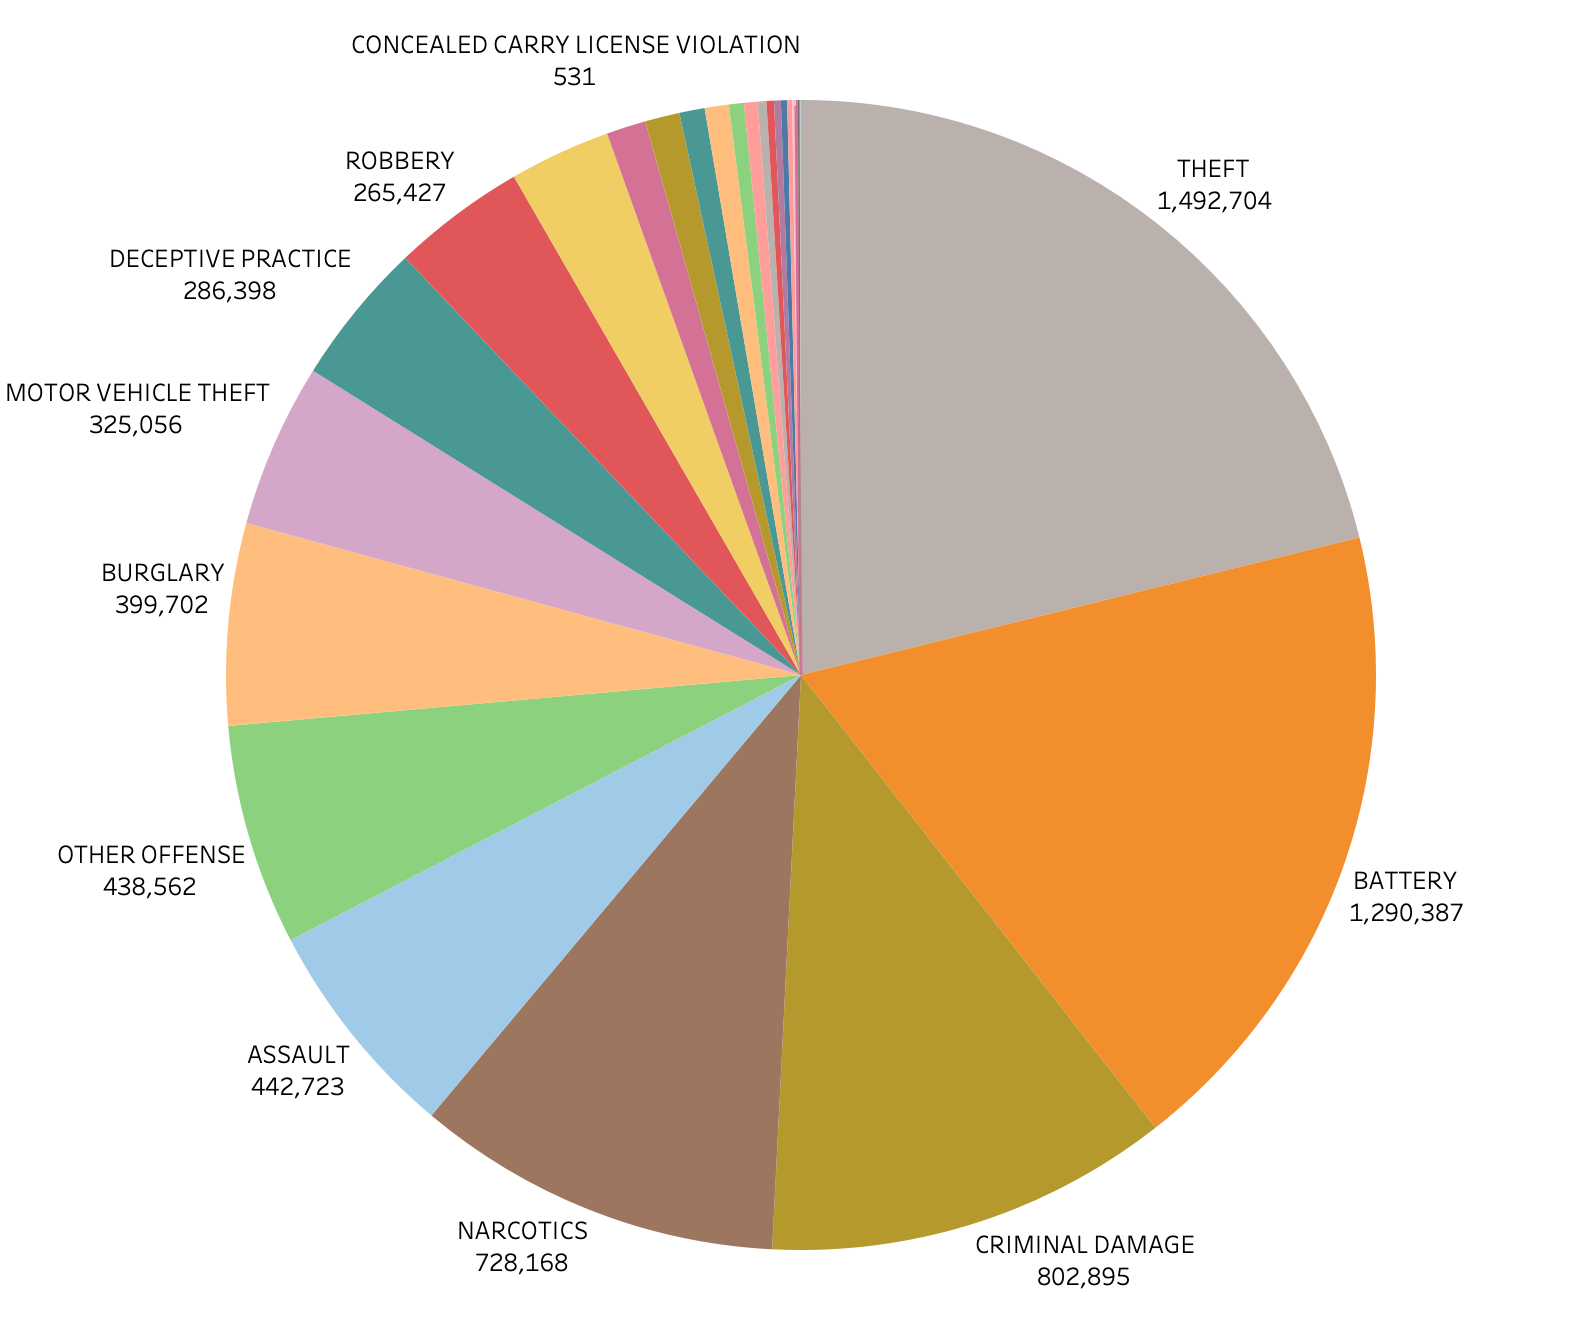 CONCEALED CARRY LICENSE VIOLATION
531
THEFT
1,492,704
ROBBERY
265,427
DECEPTIVE PRACTICE
286,398
MOTOR VEHICLE THEFT
325,056
BURGLARY
399,702
OTHER OFFENSE
438,562
BATTERY
1,290,387
ASSAULT
442,723
NARCOTICS
728,168
CRIMINAL DAMAGE
802,895